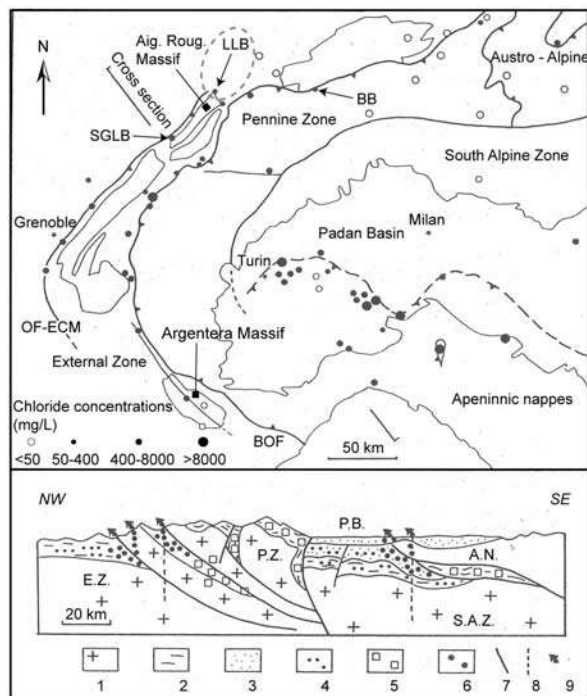 N
Aig. Roug.
Massif
LLB
Cross section
Austro - Alpine
BB
Pennine Zone
SGLB
South Alpine Zone
Grenoble
Milan
Padan Basin
Turin
OF-ECM
Argentera Massif
External Zone
Chloride concentrations
(mg/L)
Apeninnic nappes
BOF
<50 50-400 400-8000 >8000
50 km
NW
SE
P.B.
P.Z.
A.N.
E.Z.
20 km
S.A.Z.
1 2 3 4 5 6 7 8 9